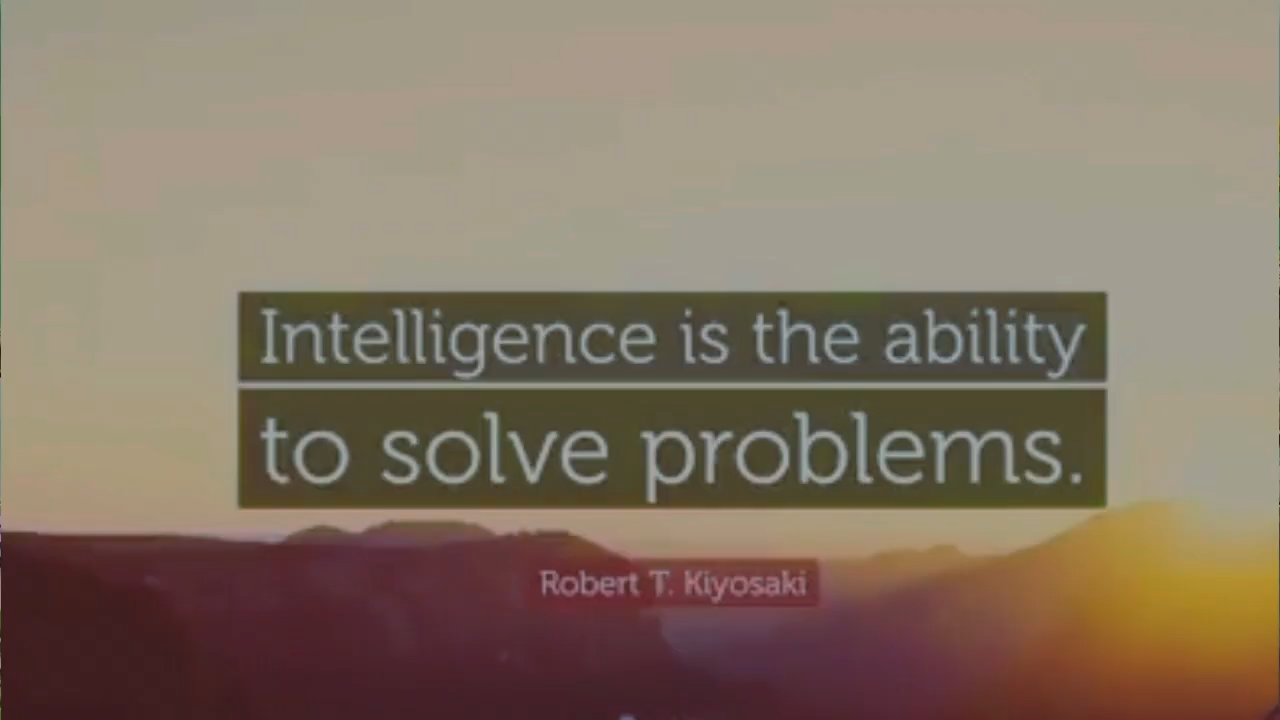 Intelligence is the ability
to solve problems.
Robert T. Kiyosaki